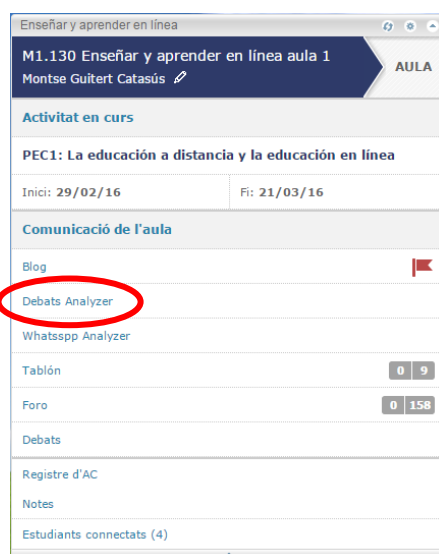 Enseñar y aprender en línea
M1.130 Enseñar y aprender en línea aula 1
Montse Guitert Catasús
AULA
Activitat en curs
PEC1: La educación a distancia y la educación en línea
Inici: 29/02/16 Fi: 21/03/16
Comunicació de l'aula
Blog
Debats Analyzer
Whatsspp Analyzer
Tablón 0 9
Foro 0 158
Debats
Registre d'AC
Notes
Estudiants connectats (4)